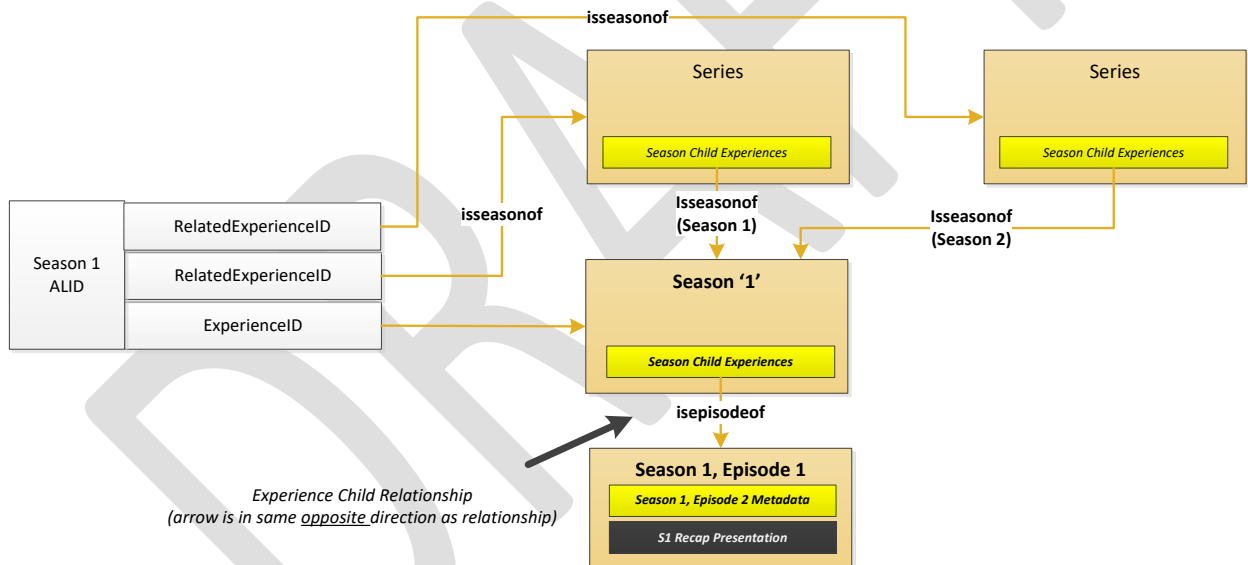 isseasonof
Series
Season Child Experiences
Series
Season Child Experiences
Season 1
ALID
RelatedExperienceID
RelatedExperienceID
ExperienceID
isseasonof
Isseasonof
(Season 1)
Isseasonof
(Season 2)
Season ‘1’
Season Child Experiences
isepisodeof
Experience Child Relationship
(arrow is in same opposite direction as relationship)
Season 1, Episode 1
Season 1, Episode 2 Metadata
S1 Recap Presentation